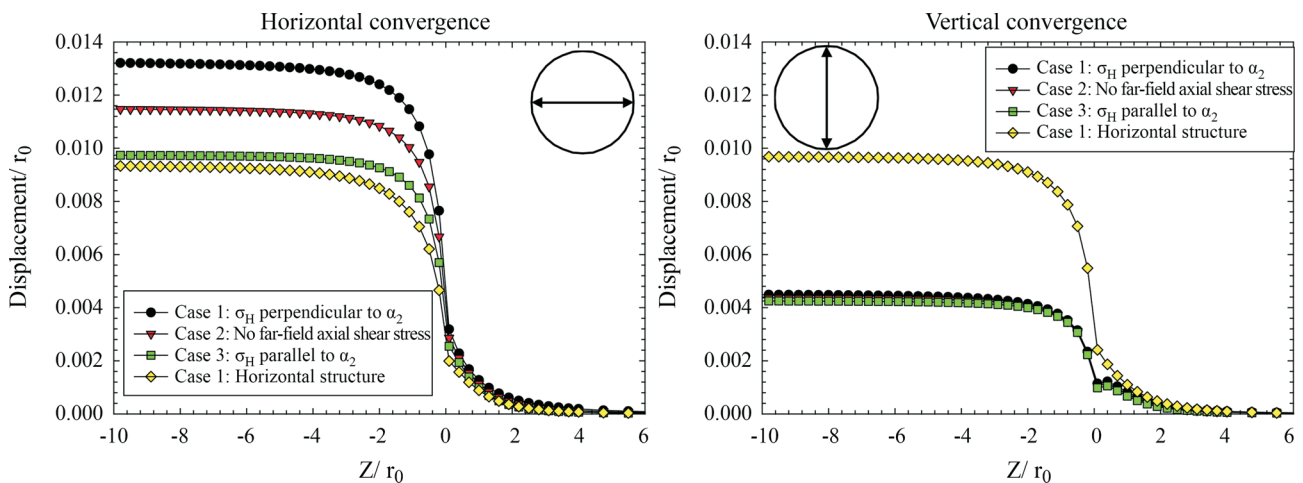 Horizontal convergence
0.014
0.012
0.010
0.008
0.006
0.004
0.002
0.000
Displacement/ r0
Case 1: σH perpendicular to α2
Case 2: No far-field axial shear stress
Case 3: σH parallel to α2
Case 1: Horizontal structure
-10 -8 -6 -4 -2 0 2 4 6
Z/ r0
Vertical convergence
0.014
0.012
0.010
0.008
0.006
0.004
0.002
0.000
Displacement/ r0
Case 1: σH perpendicular to α2
Case 2: No far-field axial shear stress
Case 3: σH parallel to α2
Case 1: Horizontal structure
-10 -8 -6 -4 -2 0 2 4 6
Z/ r0